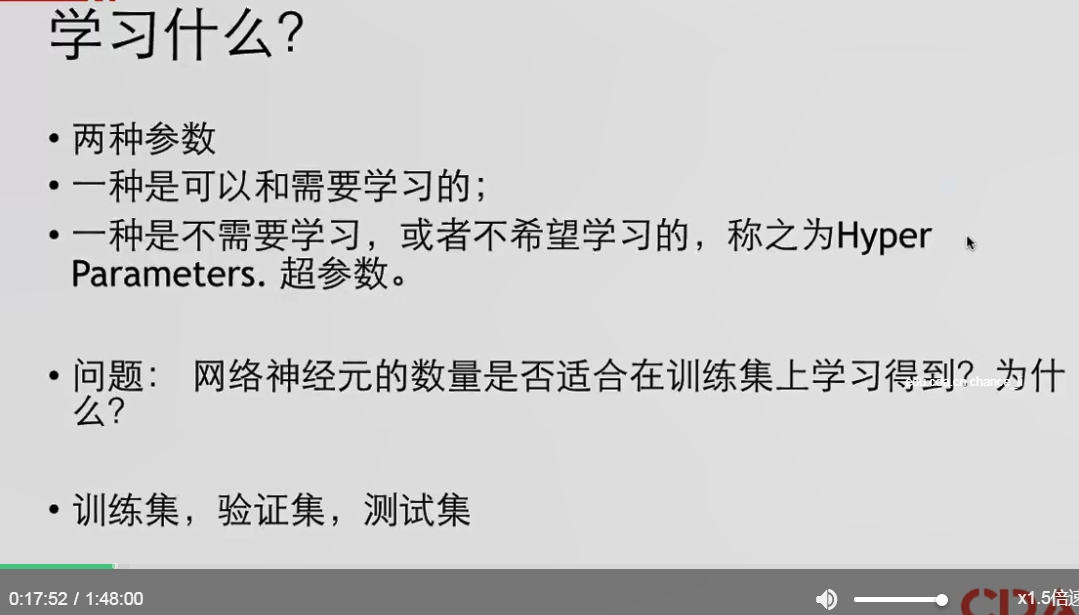 学习什么?
• 两种参数
• 一种是可以和需要学习的;
• 一种是不需要学习，或者不希望学习的，称之为Hyper
Parameters. 超参数。
• 问题： 网络神经元的数量是否适合在训练集上学习得到? 为什
么?
• 训练集，验证集，测试集
0:17:52 / 1:48:00
x1.5倍速